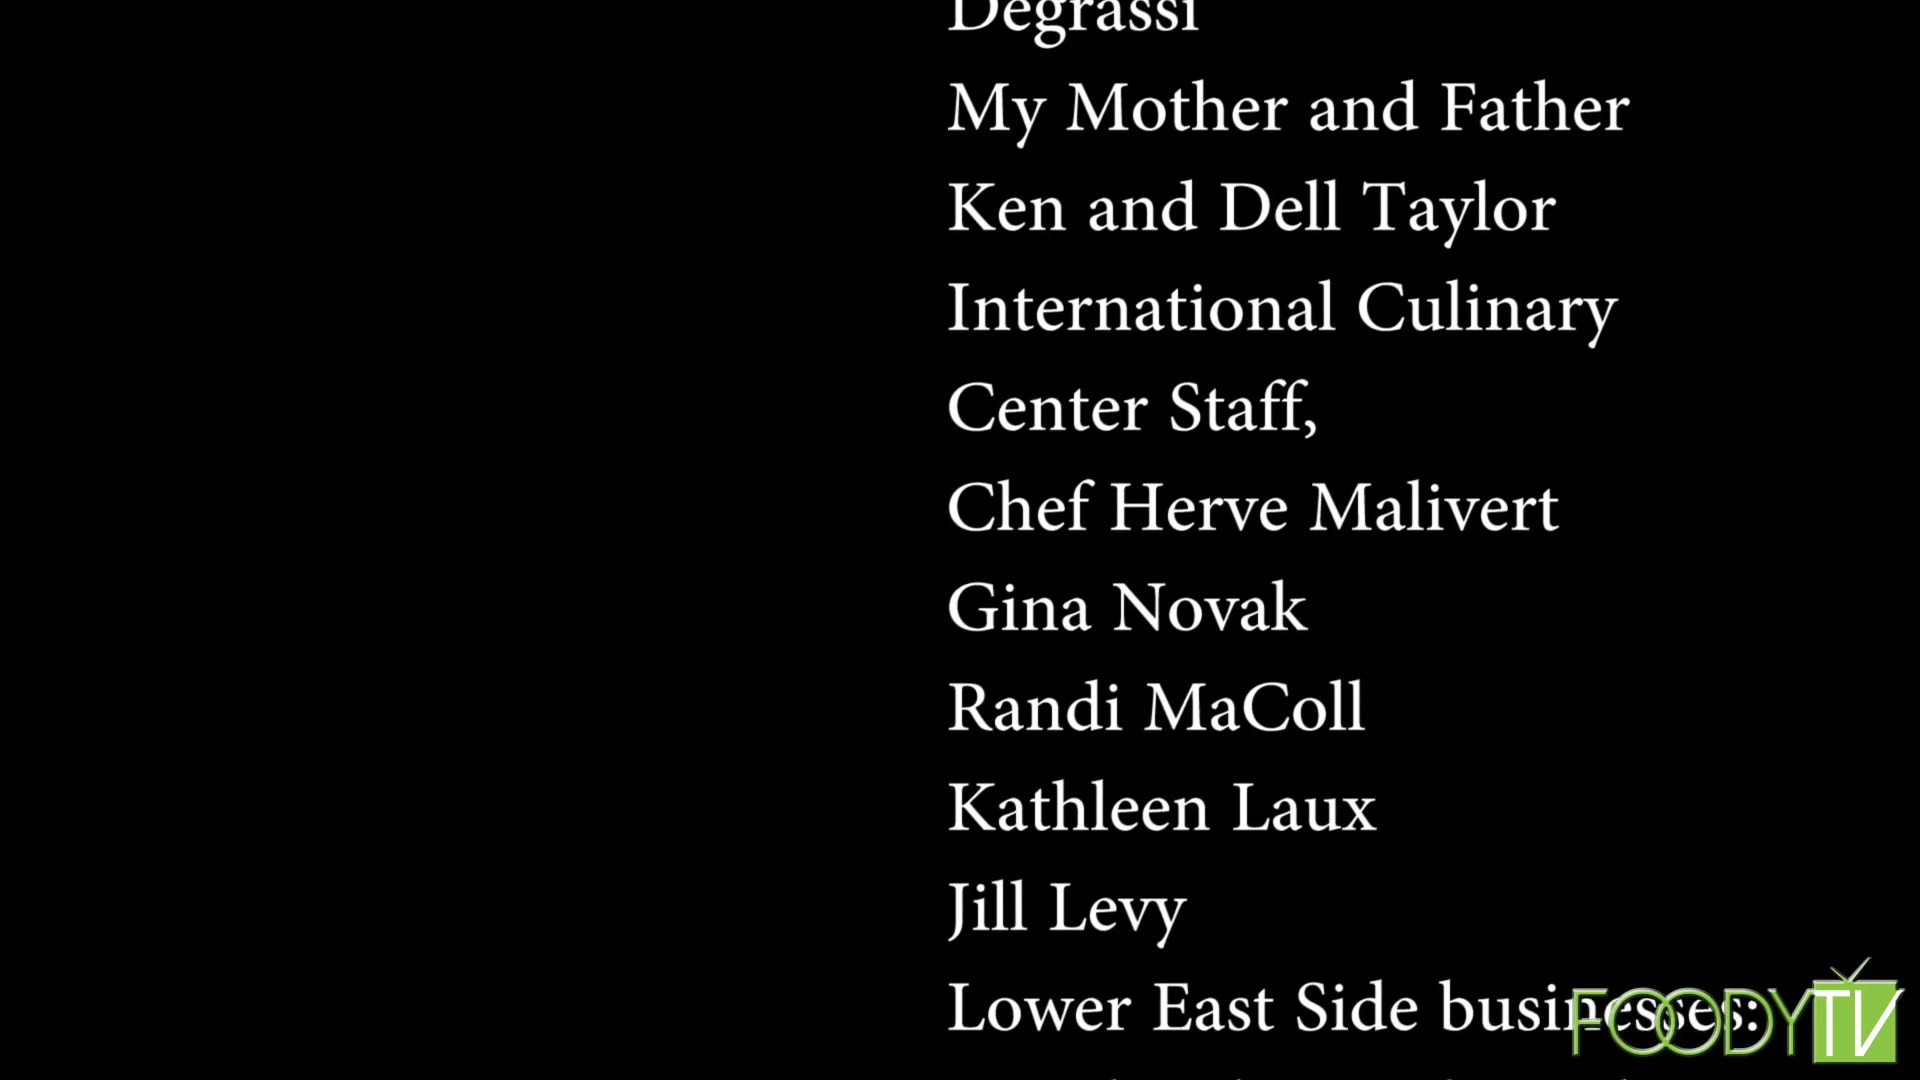 Degrassi
My Mother and Father
Ken and Dell Taylor
International Culinary
Center Staff,
Chef Herve Malivert
Gina Novak
Randi MaColl
Kathleen Laux
Jill Levy
Lower East Side businesses:
FOODYTV